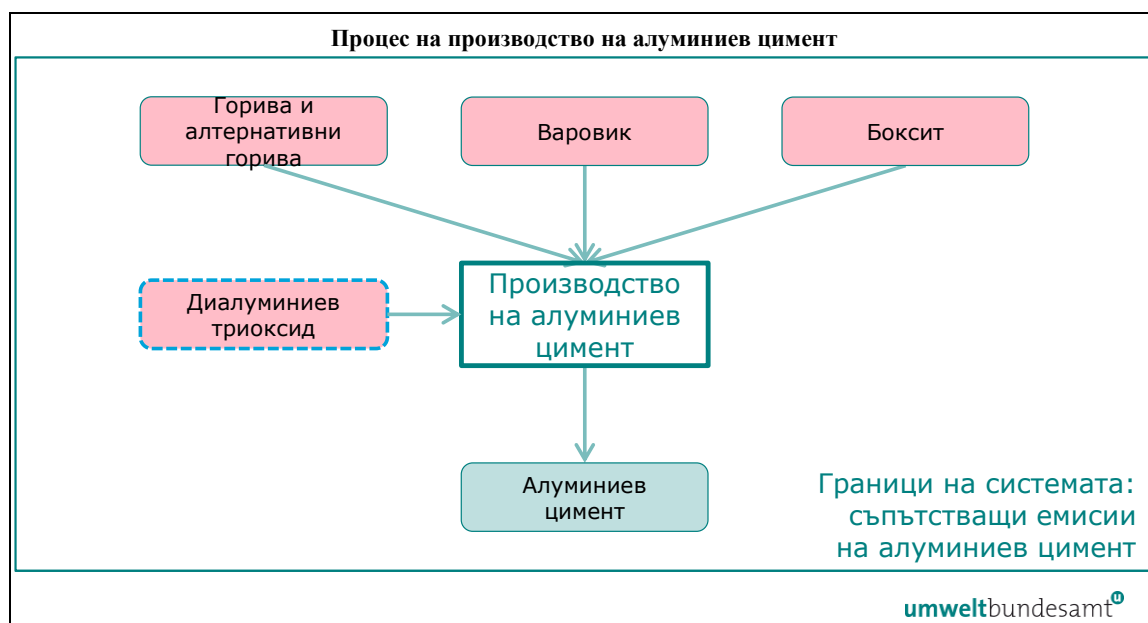 Процес на производство на алуминиев цимент
Горива и
алтернативни
горива
Варовик
Боксит
Диалуминиев
триоксид
Производство
на алуминиев
цимент
Алуминиев
цимент
Граници на системата:
съпътстващи емисии
на алуминиев цимент
umweltbundesamt